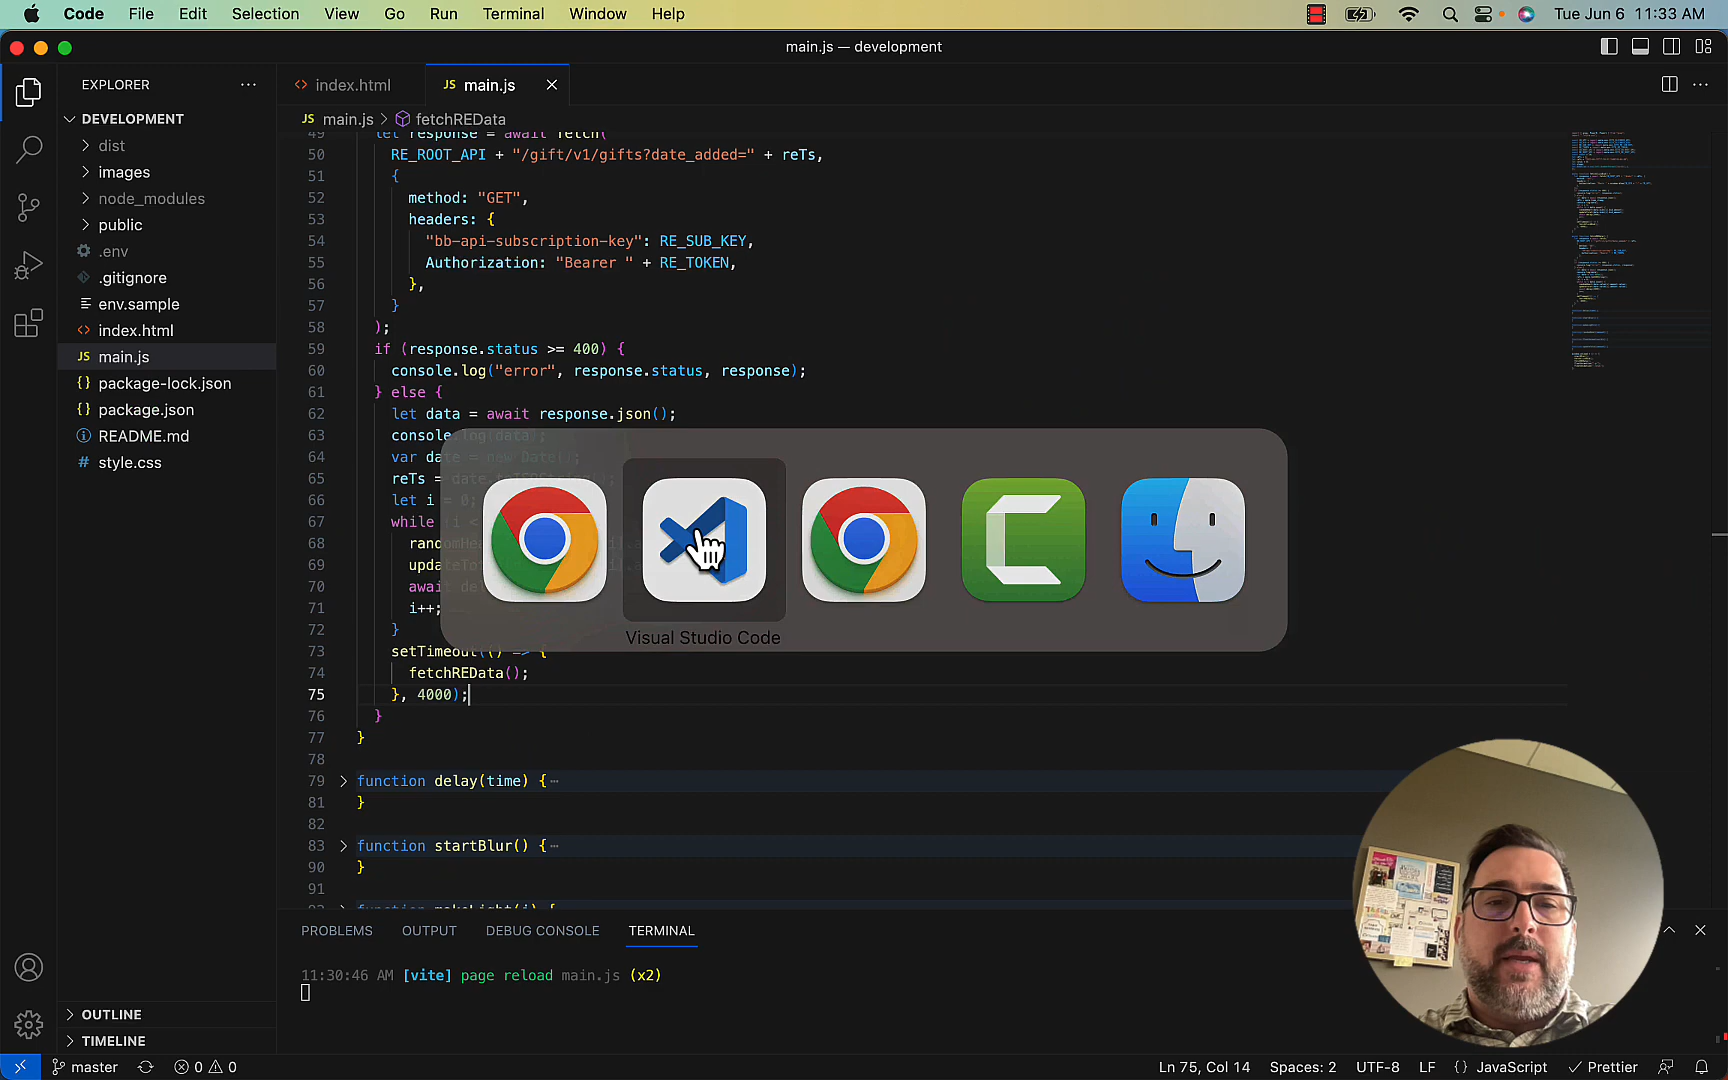 Code File Edit Selection View Go Run Terminal Window Help Tue Jun 6 11:33 AM
main.js — development
EXPLORER ···
index.html
JS main.js
DEVELOPMENT
dist
images
node_modules
public
.env
.gitignore
env.sample
index.html
JS main.js
{} package-lock.json
{} package.json
README.md
# style.css
OUTLINE
TIMELINE
JS main.js > fetchREData
49 let response = await fetch(
50 RE_ROOT_API + "/gift/v1/gifts?date_added=" + reTs,
51 {
52 method: "GET",
53 headers: {
54 "bb-api-subscription-key": RE_SUB_KEY,
55 Authorization: "Bearer " + RE_TOKEN,
56 },
57 }
58 );
59 if (response.status >= 400) {
60 console.log("error", response.status, response);
61 } else {
62 let data = await response.json();
63 console.log(data);
64 var date = new Date();
65 reTs = date.
66 let i = 0;
67 while (i <
68 randomHea
69 updateTo
70 await de
71 i++;
72 }
73 setTimeout(() => {
74 fetchREData();
75 }, 4000);
76 }
77 }
78
79 function delay(time) {
81 }
82
83 function startBlur() {
90 }
91
Visual Studio Code
PROBLEMS OUTPUT DEBUG CONSOLE TERMINAL
11:30:46 AM [vite] page reload main.js (x2)
master 0 0 Ln 75, Col 14 Spaces: 2 UTF-8 LF {} JavaScript Prettier